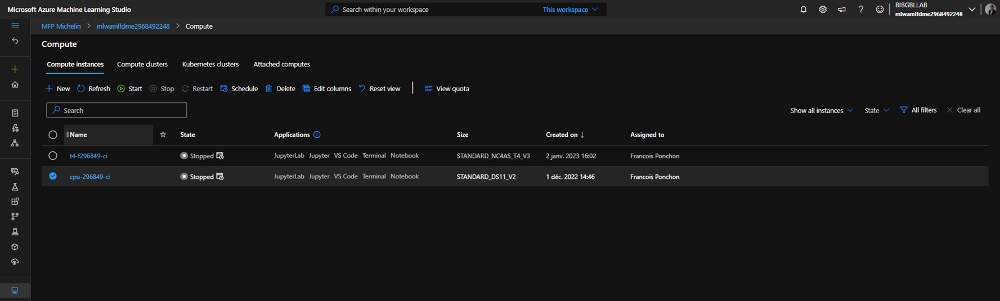 Microsoft Azure Machine Learning Studio
Search within your workspace
This workspace
BIBGBLLAB
mlwamlfdme2968492248
MFP Michelin > mlwamlfdme2968492248 > Compute
Compute
Compute instances Compute clusters Kubernetes clusters Attached computes
New Refresh Start Stop Restart Schedule Delete Edit columns Reset view View quota
Search
Show all instances State All filters Clear all
Name State Applications Size Created on ↓ Assigned to
t4-f296849-ci Stopped JupyterLab Jupyter VS Code Terminal Notebook STANDARD_NC4AS_T4_V3 2 janv. 2023 16:02 Francois Ponchon
cpu-296849-ci Stopped JupyterLab Jupyter VS Code Terminal Notebook STANDARD_DS11_V2 1 déc. 2022 14:46 Francois Ponchon